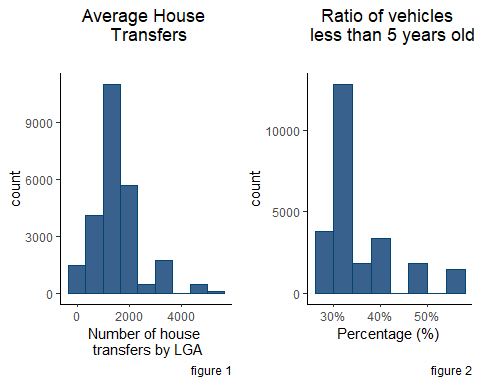 Average House
Transfers
count
9000
6000
3000
0
0 2000 4000
Number of house
transfers by LGA
figure 1
Ratio of vehicles
less than 5 years old
count
10000
5000
0
30% 40% 50%
Percentage (%)
figure 2